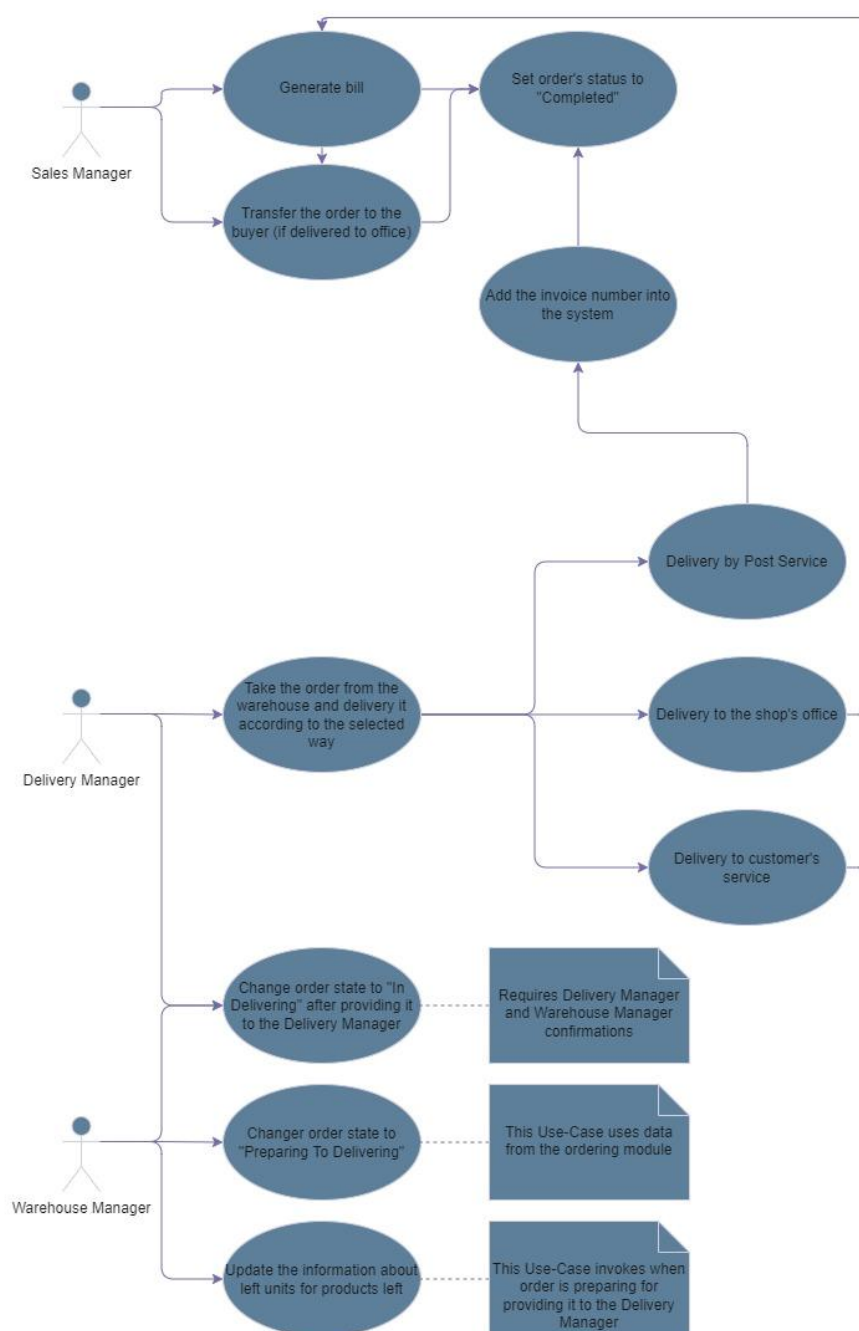 Generate bill
Set order's status to
"Completed"
Sales Manager
Transfer the order to the
buyer (if delivered to office)
Add the invoice number into
the system
Delivery by Post Service
Take the order from the
warehouse and delivery it
according to the selected
way
Delivery to the shop's office
Delivery Manager
Delivery to customer's
service
Change order state to "In
Delivering" after providing it
to the Delivery Manager
Requires Delivery Manager
and Warehouse Manager
confirmations
Changer order state to
"Preparing To Delivering"
This Use-Case uses data
from the ordering module
Warehouse Manager
Update the information about
left units for products left
This Use-Case invokes when
order is preparing for
providing it to the Delivery
Manager